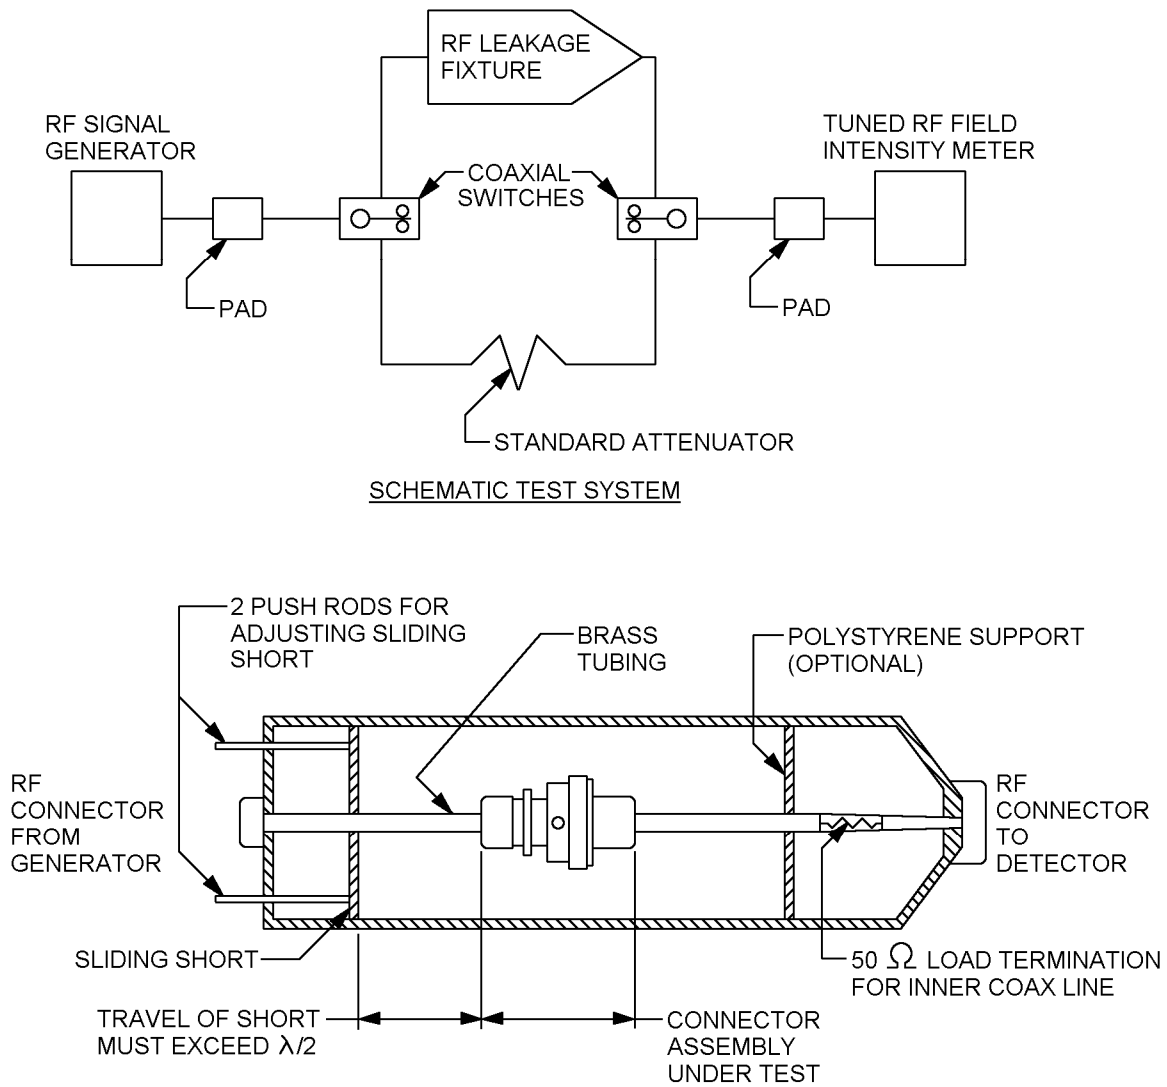 RF LEAKAGE
FIXTURE
RF SIGNAL
GENERATOR
TUNED RF FIELD
INTENSITY METER
COAXIAL
SWITCHES
PAD
PAD
STANDARD ATTENUATOR
SCHEMATIC TEST SYSTEM
2 PUSH RODS FOR
ADJUSTING SLIDING
SHORT
BRASS
TUBING
POLYSTYRENE SUPPORT
(OPTIONAL)
RF
CONNECTOR
FROM
GENERATOR
RF
CONNECTOR
TO
DETECTOR
SLIDING SHORT
50 Ω LOAD TERMINATION
FOR INNER COAX LINE
TRAVEL OF SHORT
MUST EXCEED λ/2
CONNECTOR
ASSEMBLY
UNDER TEST